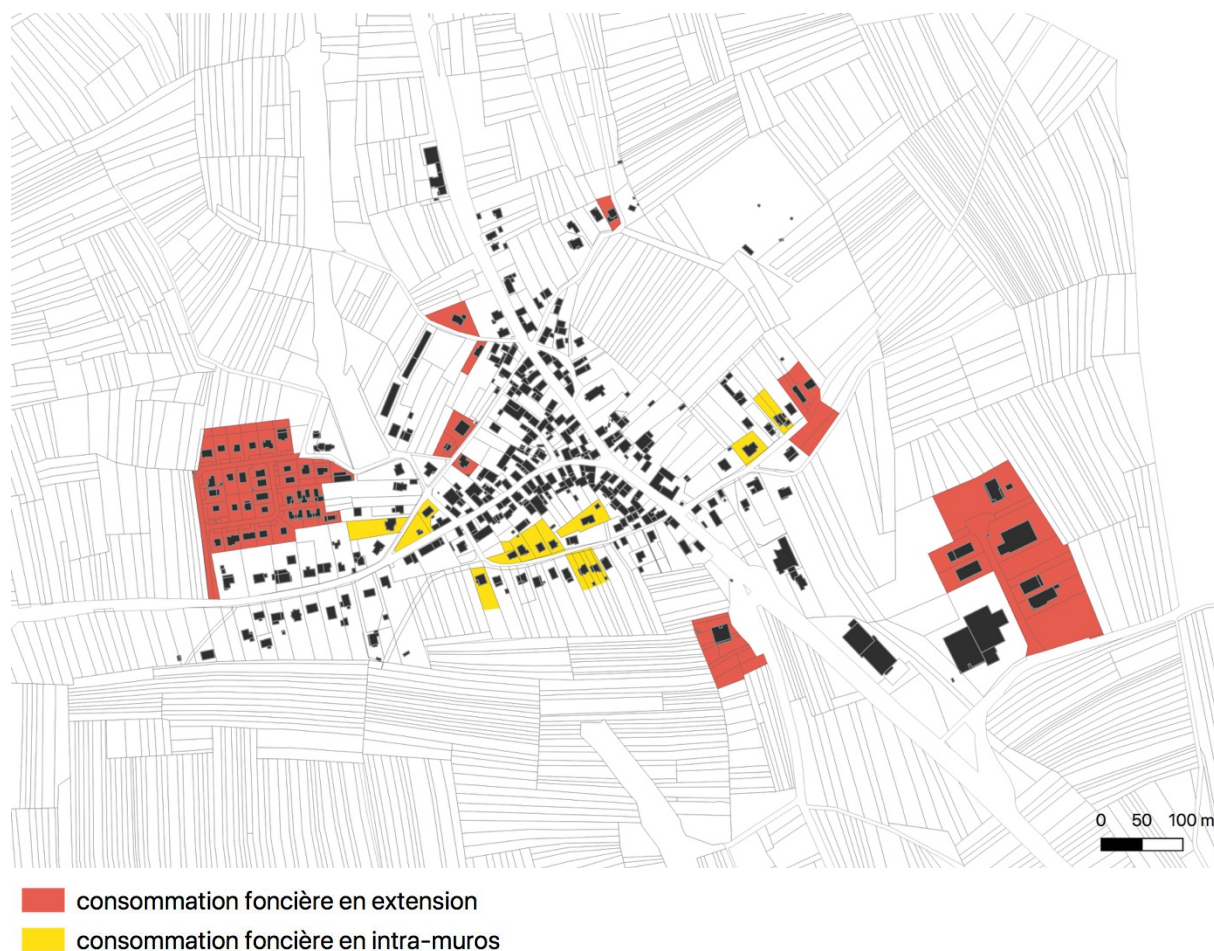 0 50 100 m
consommation foncière en extension
consommation foncière en intra-muros